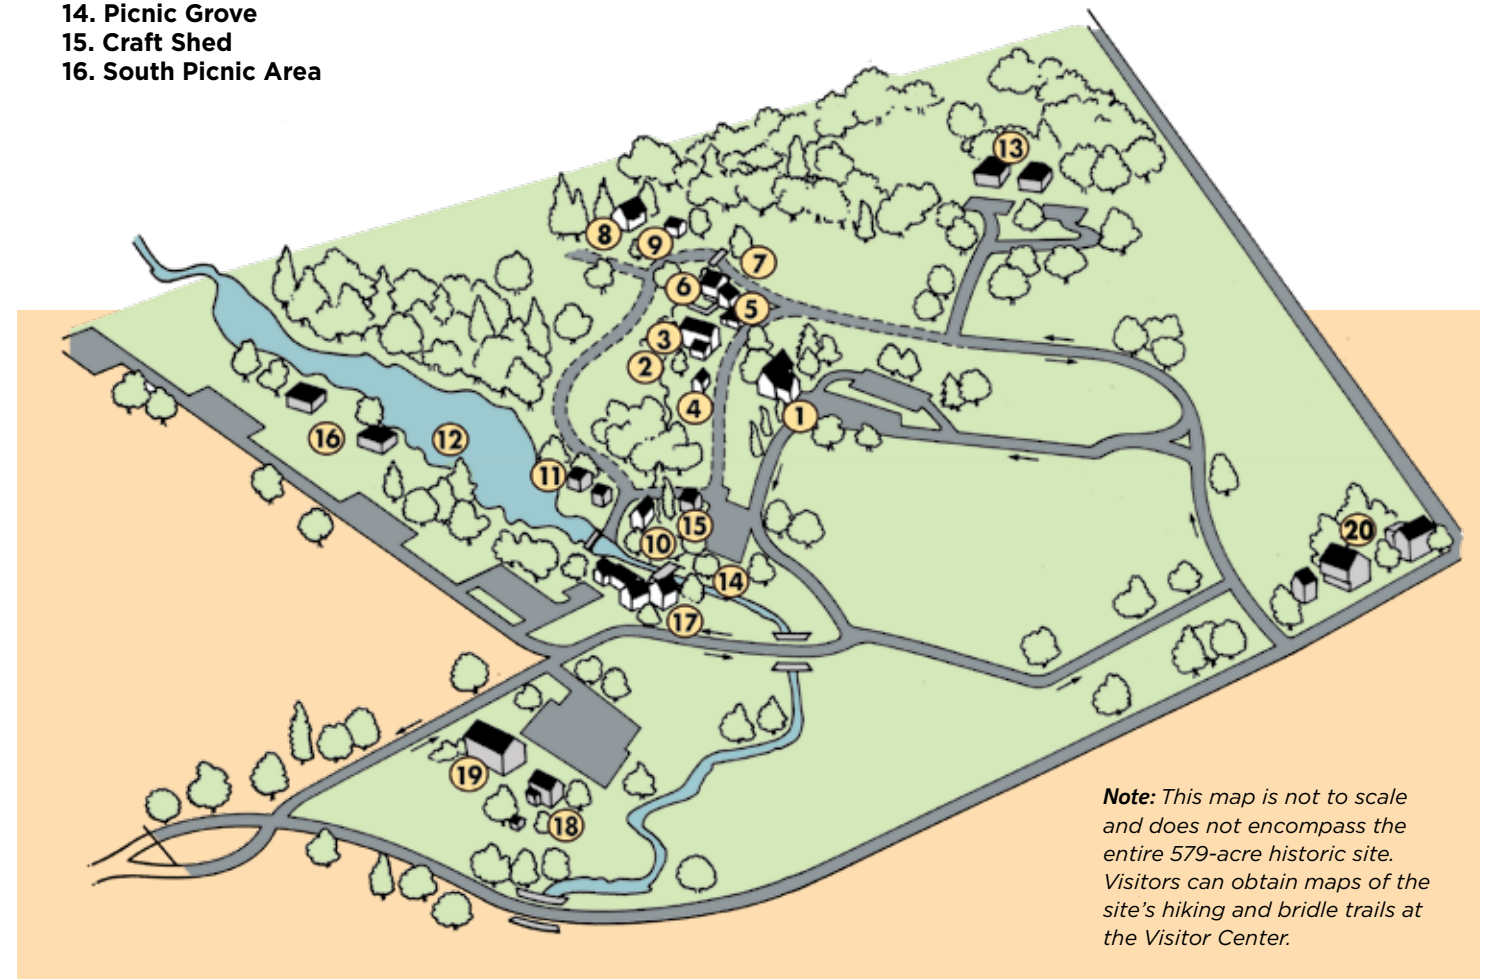 14. Picnic Grove
15. Craft Shed
16. South Picnic Area
13
8
9
7
6
5
3
2
4
1
16
12
11
15
10
20
14
17
19
18
Note: This map is not to scale
and does not encompass the
entire 579-acre historic site.
Visitors can obtain maps of the
site's hiking and bridle trails at
the Visitor Center.